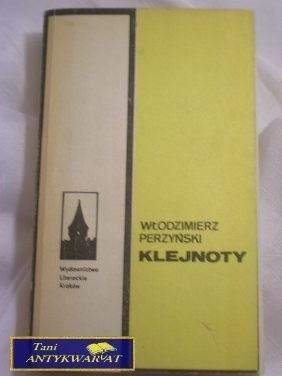 WŁODZIMIERZ
PERZYŃSKI
KLEJNOTY
Wydawnictwo
Literackie
Kraków
Tani
ANTYKWARIAT